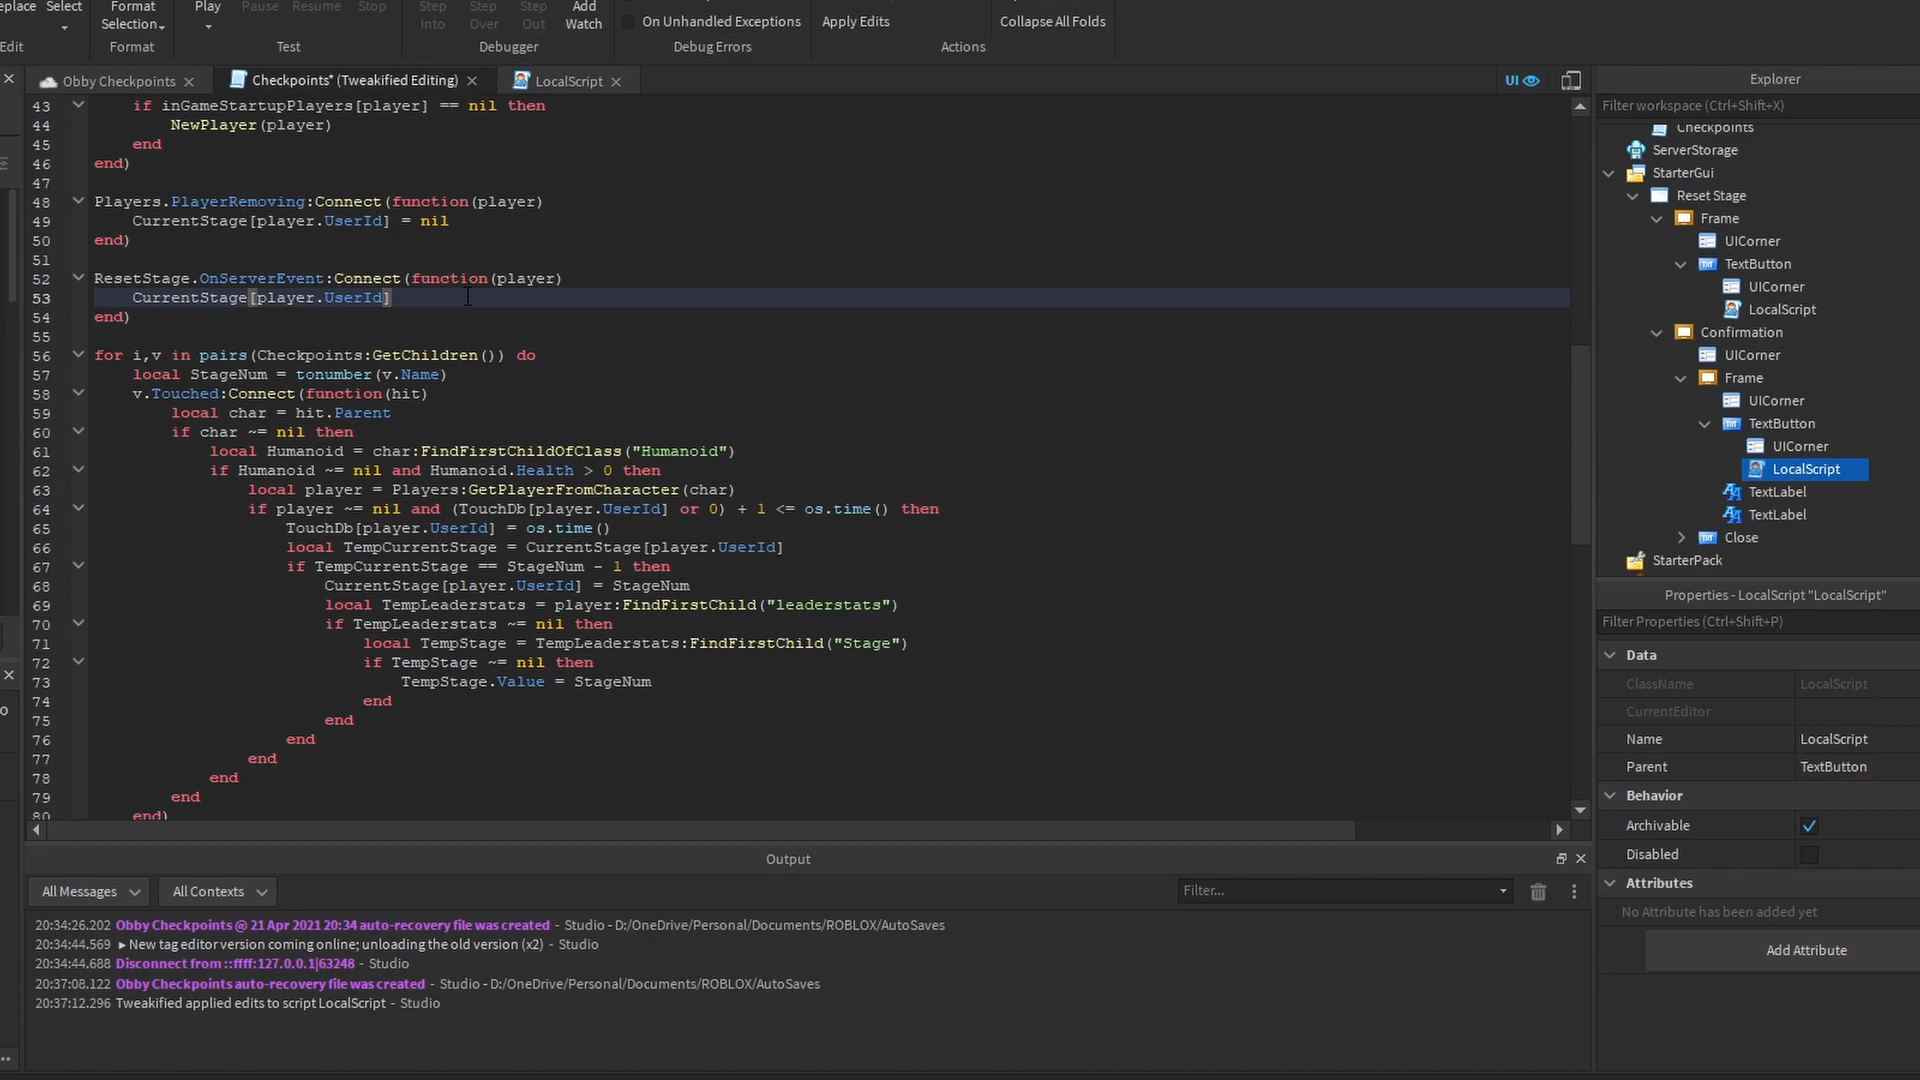 eplace Select Format Play Pause Resume Stop Step Step Step Add
Selection Into Over Out Watch On Unhandled Exceptions Apply Edits Collapse All Folds
Edit Format Test Debugger Debug Errors Actions
Obby Checkpoints Checkpoints* (Tweakified Editing) LocalScript UI
43 if inGameStartupPlayers[player] == nil then
44 NewPlayer(player)
45 end
46 end)
47
48 Players.PlayerRemoving:Connect(function(player)
49 CurrentStage[player.UserId] = nil
50 end)
51
52 ResetStage.OnServerEvent:Connect(function(player)
53 CurrentStage[player.UserId]
54 end)
55
56 for i,v in pairs(Checkpoints:GetChildren()) do
57 local StageNum = tonumber(v.Name)
58 v.Touched:Connect(function(hit)
59 local char = hit.Parent
60 if char ~= nil then
61 local Humanoid = char:FindFirstChildOfClass("Humanoid")
62 if Humanoid ~= nil and Humanoid.Health > 0 then
63 local player = Players:GetPlayerFromCharacter(char)
64 if player ~= nil and (TouchDb[player.UserId] or 0) + 1 <= os.time() then
65 TouchDb[player.UserId] = os.time()
66 local TempCurrentStage = CurrentStage[player.UserId]
67 if TempCurrentStage == StageNum - 1 then
68 CurrentStage[player.UserId] = StageNum
69 local TempLeaderstats = player:FindFirstChild("leaderstats")
70 if TempLeaderstats ~= nil then
71 local TempStage = TempLeaderstats:FindFirstChild("Stage")
72 if TempStage ~= nil then
73 TempStage.Value = StageNum
74 end
75 end
76 end
77 end
78 end
79 end
80 end)
Output
All Messages All Contexts Filter...
20:34:26.202 Obby Checkpoints @ 21 Apr 2021 20:34 auto-recovery file was created - Studio - D:/OneDrive/Personal/Documents/ROBLOX/AutoSaves
20:34:44.569 New tag editor version coming online; unloading the old version (x2) - Studio
20:34:44.688 Disconnect from ::ffff:127.0.0.1|63248 - Studio
20:37:08.122 Obby Checkpoints auto-recovery file was created - Studio - D:/OneDrive/Personal/Documents/ROBLOX/AutoSaves
20:37:12.296 Tweakified applied edits to script LocalScript - Studio
Explorer
Filter workspace (Ctrl+Shift+X)
Checkpoints
ServerStorage
StarterGui
Reset Stage
Frame
UICorner
TextButton
UICorner
LocalScript
Confirmation
UICorner
Frame
UICorner
TextButton
UICorner
LocalScript
TextLabel
TextLabel
Close
StarterPack
Properties - LocalScript "LocalScript"
Filter Properties (Ctrl+Shift+P)
Data
ClassName LocalScript
CurrentEditor
Name LocalScript
Parent TextButton
Behavior
Archivable
Disabled
Attributes
No Attribute has been added yet
Add Attribute